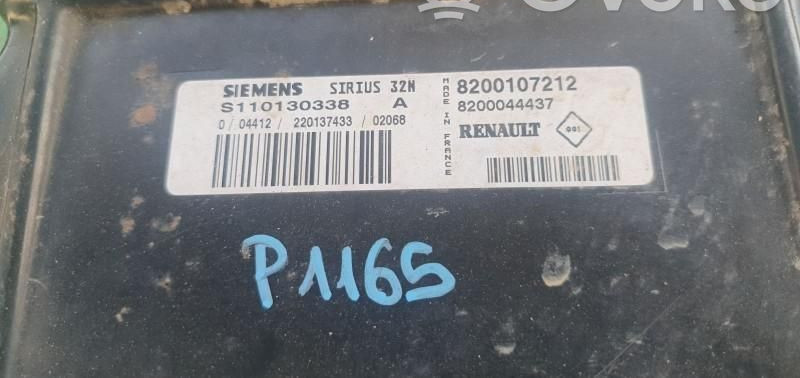 SIEMENS SIRIUS 32N
S110130338 A
0 / 04412 / 220137433 / 02068
MADE IN FRANCE
8200107212
8200044437
RENAULT
P1165